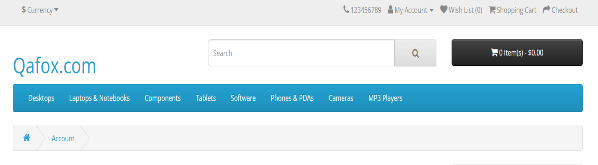 $ Currency 123456789 My Account Wish List (0) Shopping Cart Checkout
Qafox.com
Search
0 item(s) - $0.00
Desktops Laptops & Notebooks Components Tablets Software Phones & PDAs Cameras MP3 Players
Account